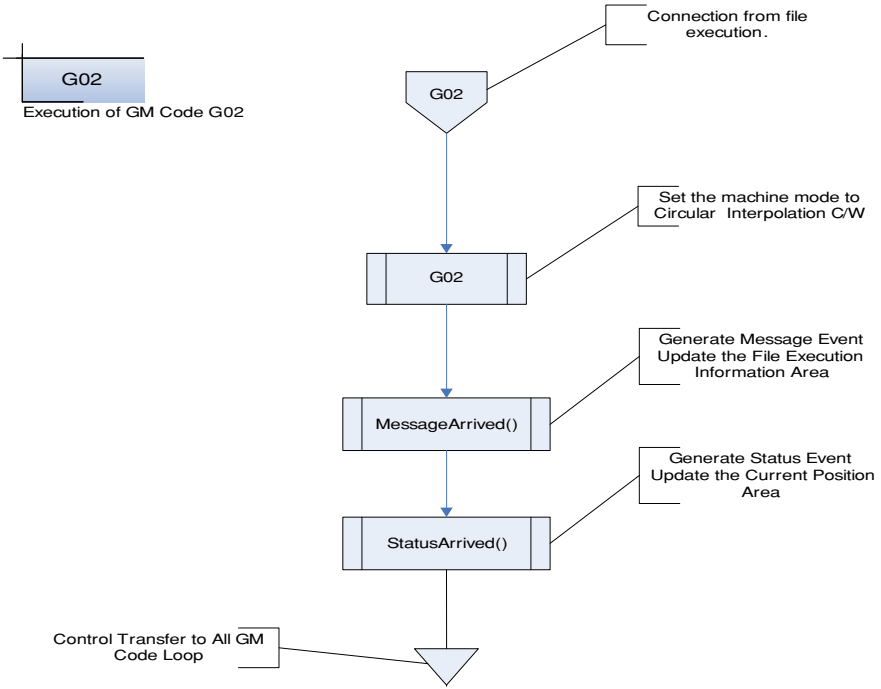 Connection from file
execution.
G02
Execution of GM Code G02
G02
Set the machine mode to
Circular Interpolation C/W
G02
Generate Message Event
Update the File Execution
Information Area
MessageArrived()
Generate Status Event
Update the Current Position
Area
StatusArrived()
Control Transfer to All GM
Code Loop